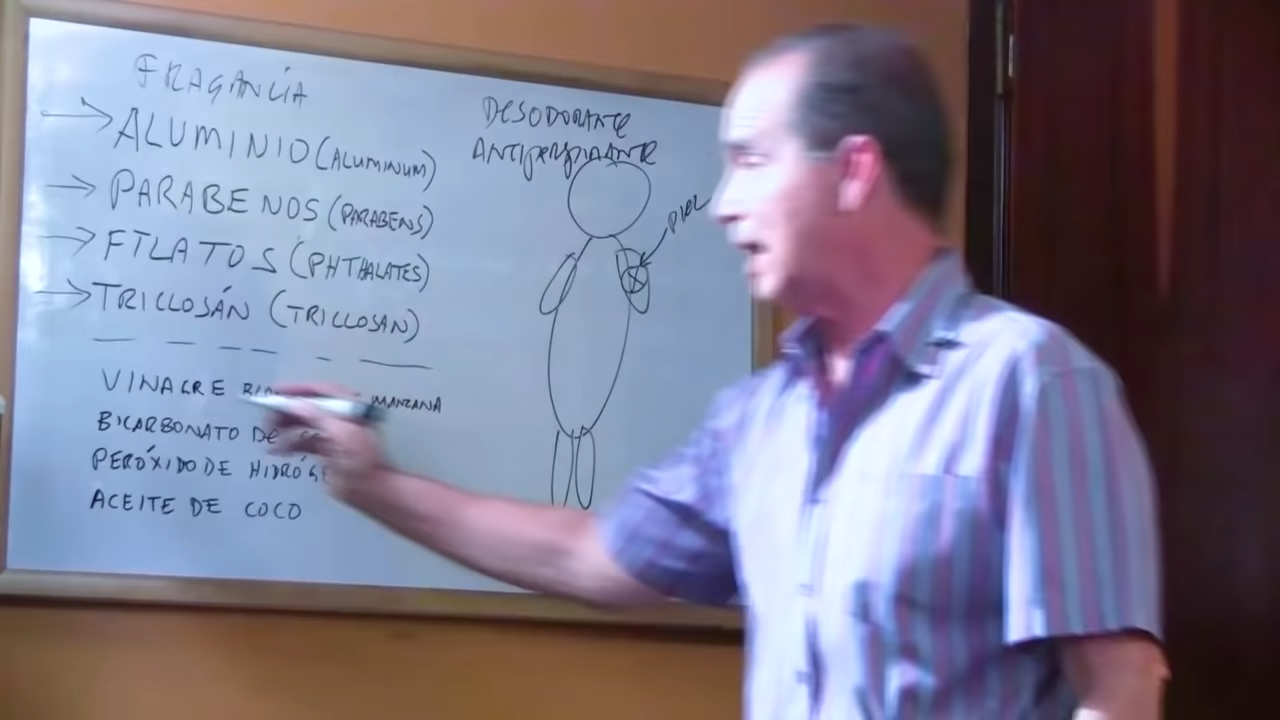 FRAGANCIA
ALUMINIO (ALUMINUM)
PARABENOS (PARABENS)
FTLATOS (PHTHALATES)
TRICLOSÁN (TRICLOSAN)
VINAGRE MANZANA
BICARBONATO DE
PERÓXIDO DE
ACEITE DE COCO
DESODORANTE
ANTIPERSPIRANTE
PIEL